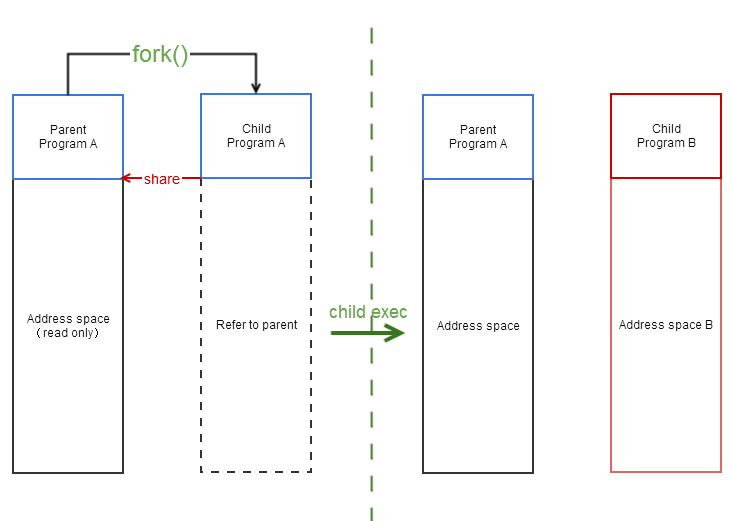 fork()
Parent
Program A
Child
Program A
share
Address space
（read only）
Refer to parent
child exec
Parent
Program A
Child
Program B
Address space
Address space B